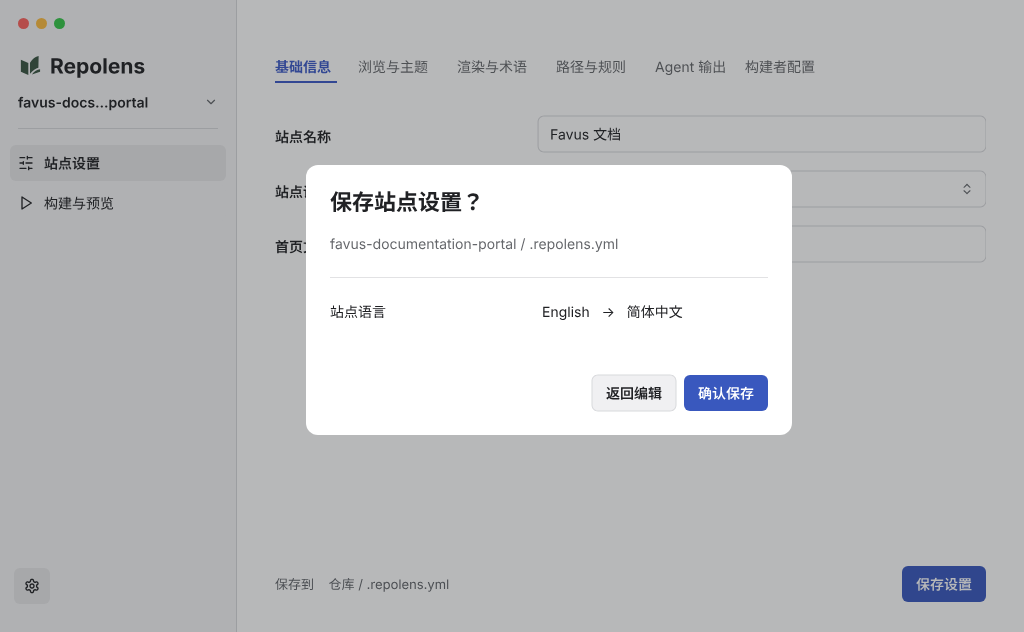 Repolens
favus-docs...portal
站点设置
构建与预览
基础信息 浏览与主题 渲染与术语 路径与规则 Agent 输出 构建者配置
站点名称 Favus 文档
站点
首页
保存站点设置？
favus-documentation-portal / .repolens.yml
站点语言 English → 简体中文
返回编辑 确认保存
保存到 仓库 / .repolens.yml
保存设置